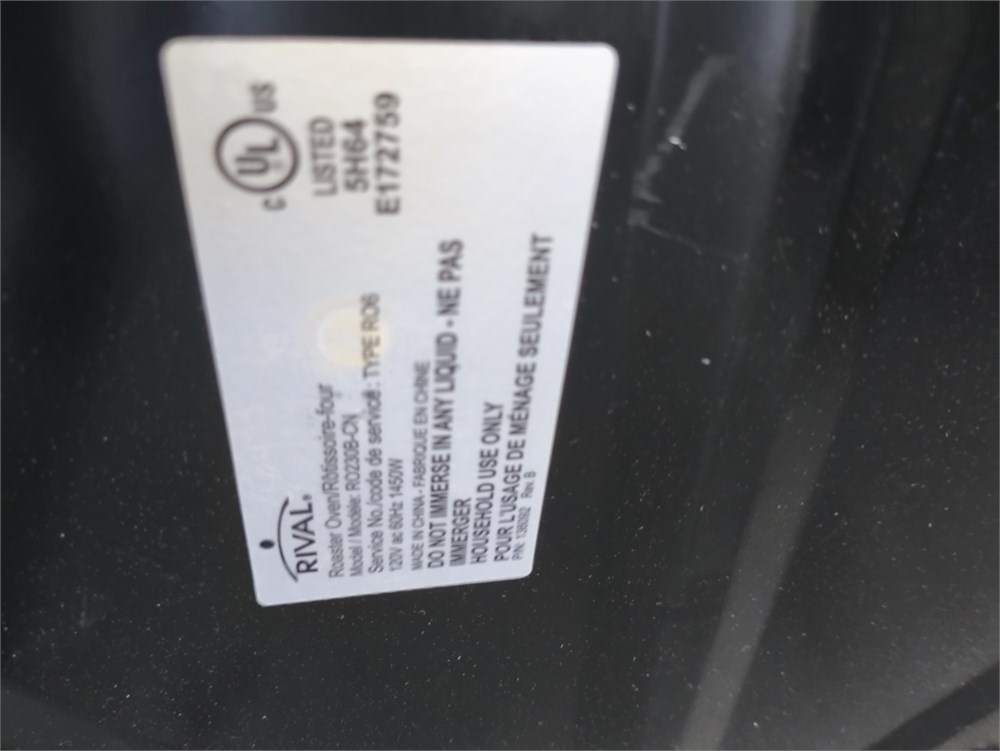 RIVAL®
Roaster Oven/Rôtissoire-four
Model / Modèle: RO230B-CN
Service No./code de service: TYPE RO6
120V ac 60Hz 1450W
MADE IN CHINA - FABRIQUE EN CHINE
DO NOT IMMERSE IN ANY LIQUID - NE PAS
IMMERGER
HOUSEHOLD USE ONLY
POUR L'USAGE DE MÉNAGE SEULEMENT
P/N: Rev. B
C UL US
LISTED
5H64
E172759